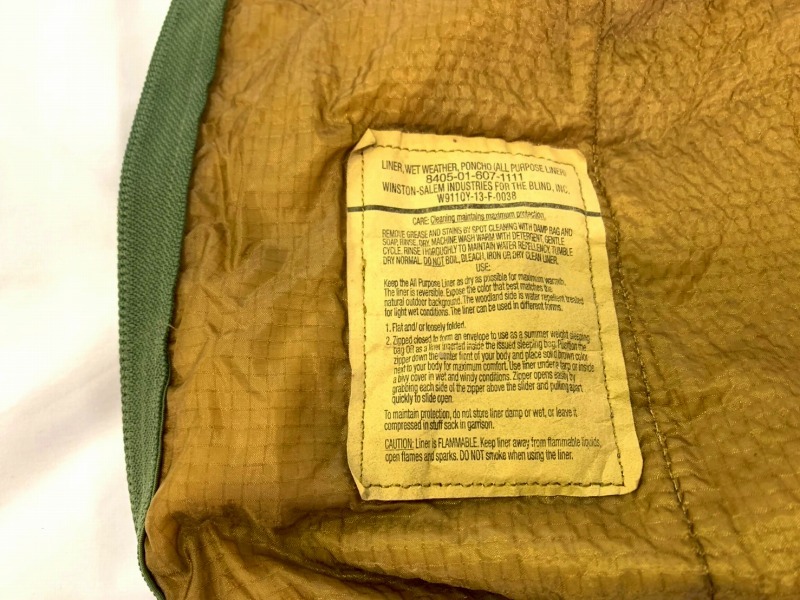 LINER, WET WEATHER, PONCHO (ALL PURPOSE LINER)
8405-01-607-1111
WINSTON-SALEM INDUSTRIES FOR THE BLIND, INC.
W911QY-13-F-0038
CARE: Cleaning maintains maximum protection.
REMOVE GREASE AND STAINS BY SPOT CLEANING WITH DAMP RAG AND
SOAP, RINSE, DRY. MACHINE WASH WARM WITH DETERGENT, GENTLE
CYCLE. RINSE THOROUGHLY TO MAINTAIN WATER REPELLENCY, TUMBLE
DRY NORMAL. DO NOT BOIL, BLEACH, IRON OR DRY CLEAN LINER.
USE:
Keep the All Purpose Liner as dry as possible for maximum warmth.
The liner is reversible. Expose the color that best matches the
natural outdoor background. The woodland side is water repellent treated
for light wet conditions. The liner can be used in different forms.
1. Flat and/ or loosely folded.
2. Zipped closed to form an envelope to use as a summer weight sleeping
bag OR as a liner inserted inside the issued sleeping bag. Position the
zipper down the center front of your body and place solid brown color
next to your body for maximum comfort. Use liner under a tarp or inside
a bivy cover in wet and windy conditions. Zipper opens easily by
grabbing each side of the zipper above the slider and pulling apart
quickly to slide open.
To maintain protection, do not store liner damp or wet, or leave it
compressed in stuff sack in garrison.
CAUTION: Liner is FLAMMABLE. Keep liner away from flammable liquids,
open flames and sparks. DO NOT smoke when using the liner.